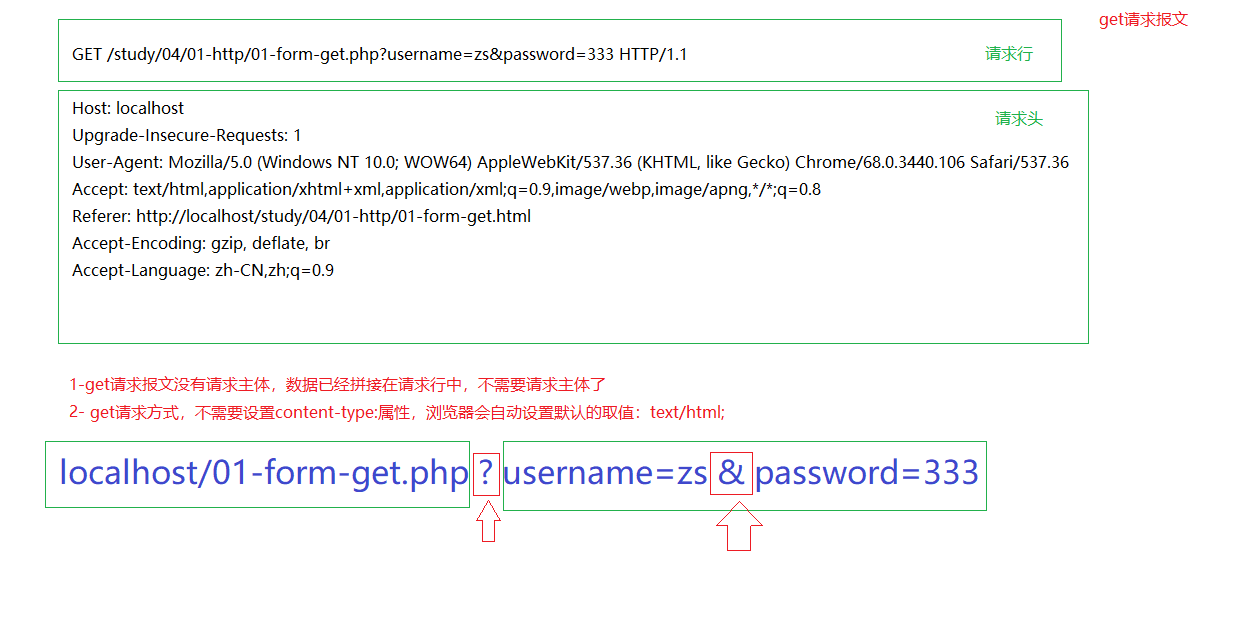 get请求报文
GET /study/04/01-http/01-form-get.php?username=zs&password=333 HTTP/1.1
请求行
Host: localhost
请求头
Upgrade-Insecure-Requests: 1
User-Agent: Mozilla/5.0 (Windows NT 10.0; WOW64) AppleWebKit/537.36 (KHTML, like Gecko) Chrome/68.0.3440.106 Safari/537.36
Accept: text/html,application/xhtml+xml,application/xml;q=0.9,image/webp,image/apng,*/*;q=0.8
Referer: http://localhost/study/04/01-http/01-form-get.html
Accept-Encoding: gzip, deflate, br
Accept-Language: zh-CN,zh;q=0.9
1-get请求报文没有请求主体，数据已经拼接在请求行中，不需要请求主体了
2- get请求方式，不需要设置content-type:属性，浏览器会自动设置默认的取值：text/html;
localhost/01-form-get.php?username=zs&password=333